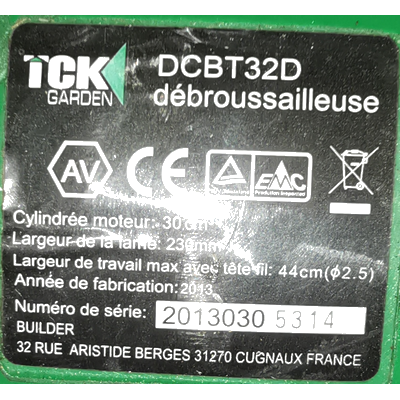 TCK
GARDEN
DCBT32D
débroussailleuse
AV
CE
EMC
Cylindrée moteur: 30 cm³
Largeur de la lame: 230mm
Largeur de travail max avec tête fil: 44cm(ϕ2.5)
Année de fabrication: 2013
Numéro de série: 2013030 5314
BUILDER
32 RUE ARISTIDE BERGES 31270 CUGNAUX FRANCE